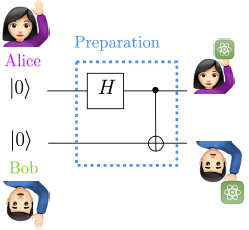 Preparation
Alice
|0⟩
H
|0⟩
Bob